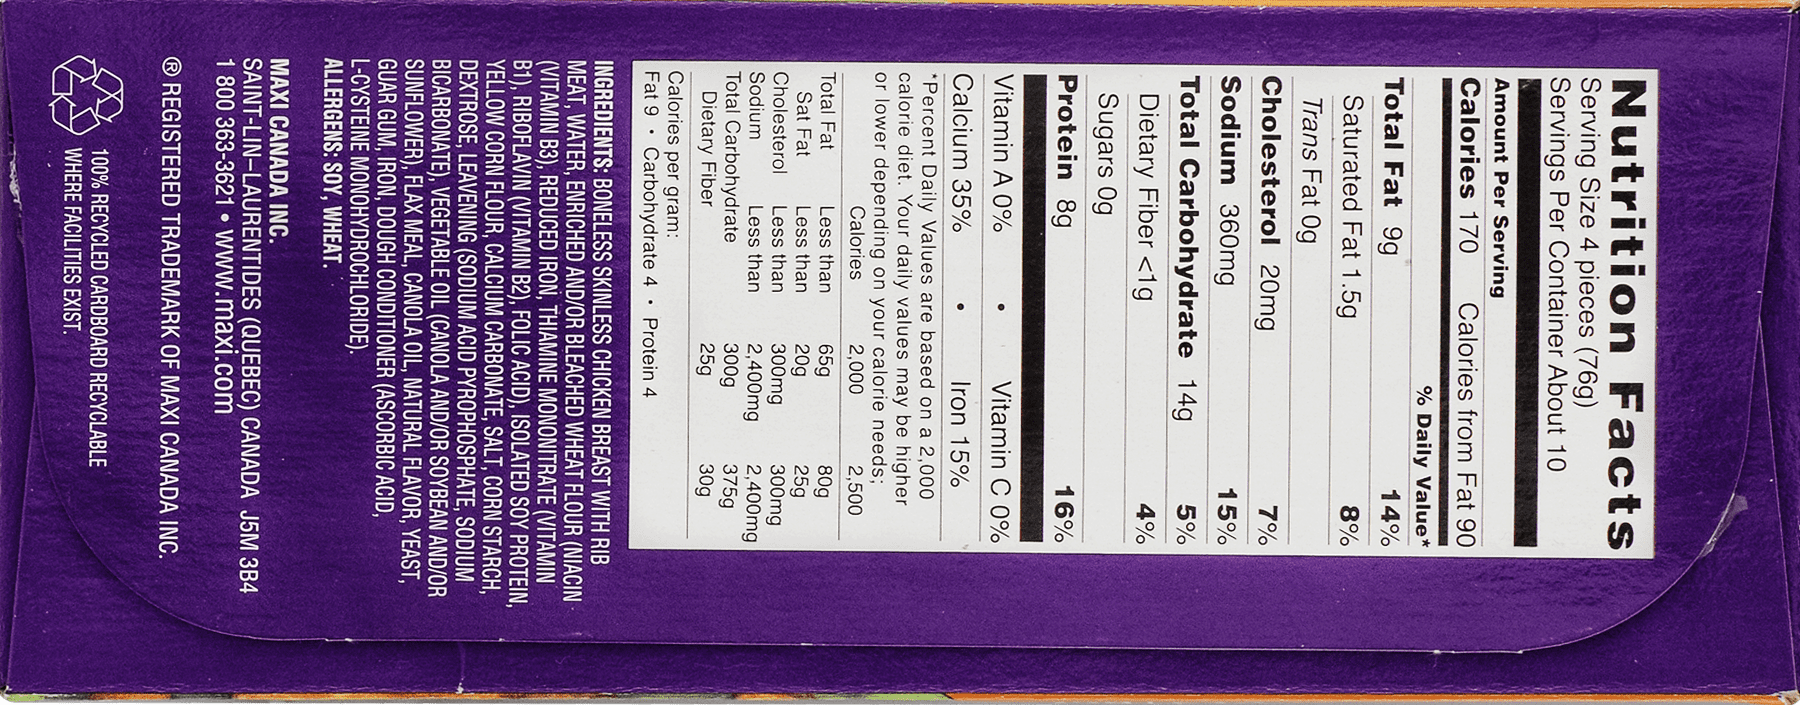 Nutrition Facts
Serving Size 4 pieces (76g)
Servings Per Container About 10
Amount Per Serving
Calories 170 Calories from Fat 90
% Daily Value*
Total Fat 9g 14%
Saturated Fat 1.5g 8%
Trans Fat 0g
Cholesterol 20mg 7%
Sodium 360mg 15%
Total Carbohydrate 14g 5%
Dietary Fiber <1g 4%
Sugars 0g
Protein 8g 16%
Vitamin A 0% • Vitamin C 0%
Calcium 35% • Iron 15%
*Percent Daily Values are based on a 2,000
calorie diet. Your daily values may be higher
or lower depending on your calorie needs;
Calories 2,000 2,500
Total Fat Less than 65g 80g
Sat Fat Less than 20g 25g
Cholesterol Less than 300mg 300mg
Sodium Less than 2,400mg 2,400mg
Total Carbohydrate 300g 375g
Dietary Fiber 25g 30g
Calories per gram:
Fat 9 • Carbohydrate 4 • Protein 4
INGREDIENTS: BONELESS SKINLESS CHICKEN BREAST WITH RIB
MEAT, WATER, ENRICHED AND/OR BLEACHED WHEAT FLOUR (NIACIN
(VITAMIN B3), REDUCED IRON, THIAMINE MONONITRATE (VITAMIN
B1), RIBOFLAVIN (VITAMIN B2), FOLIC ACID), ISOLATED SOY PROTEIN,
YELLOW CORN FLOUR, CALCIUM CARBONATE, SALT, CORN STARCH,
DEXTROSE, LEAVENING (SODIUM ACID PYROPHOSPHATE, SODIUM
BICARBONATE), VEGETABLE OIL (CANOLA AND/OR SOYBEAN AND/OR
SUNFLOWER), FLAX MEAL, CANOLA OIL, NATURAL FLAVOR, YEAST,
GUAR GUM, IRON, DOUGH CONDITIONER (ASCORBIC ACID,
L-CYSTEINE MONOHYDROCHLORIDE).
ALLERGENS: SOY, WHEAT.
MAXI CANADA INC.
SAINT-LIN-LAURENTIDES (QUEBEC) CANADA J5M 3B4
1 800 363-3621 • www.maxi.com
® REGISTERED TRADEMARK OF MAXI CANADA INC.
100% RECYCLED CARDBOARD RECYCLABLE
WHERE FACILITIES EXIST.